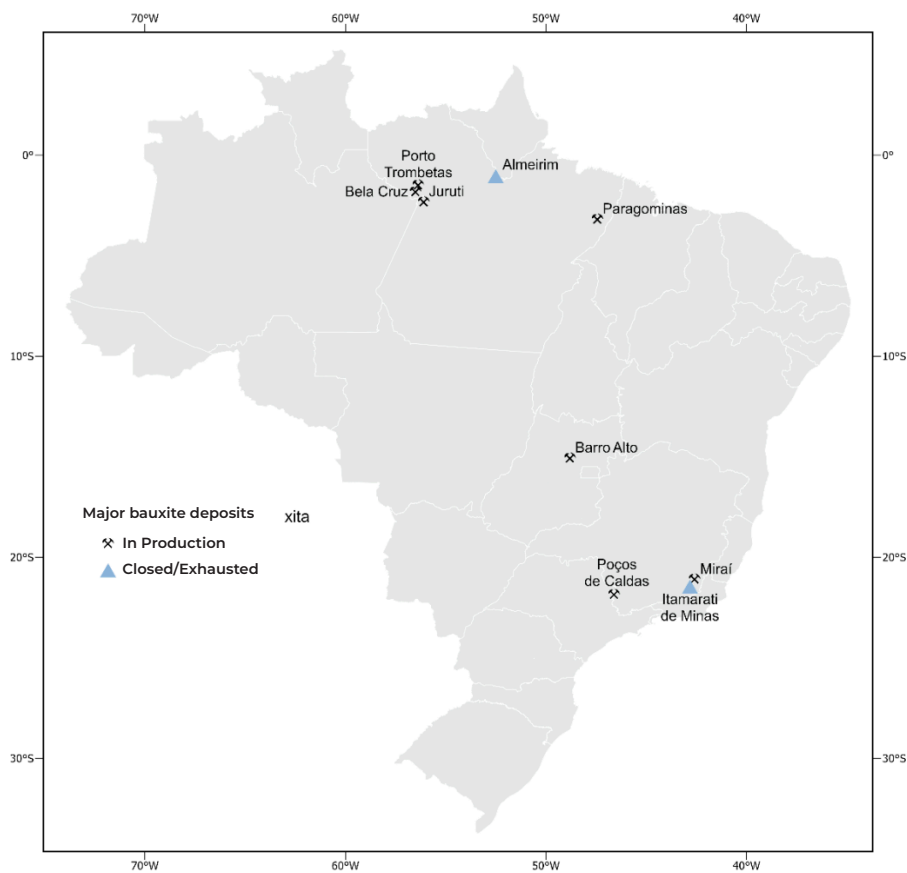 70°W 60°W 50°W 40°W
0° 0°
Porto
Trombetas
Almeirim
Bela Cruz Juruti
Paragominas
10°S 10°S
Barro Alto
Major bauxite deposits
xita
In Production
Closed/Exhausted
20°S 20°S
Poços
de Caldas
Miraí
Itamarati
de Minas
30°S 30°S
70°W 60°W 50°W 40°W